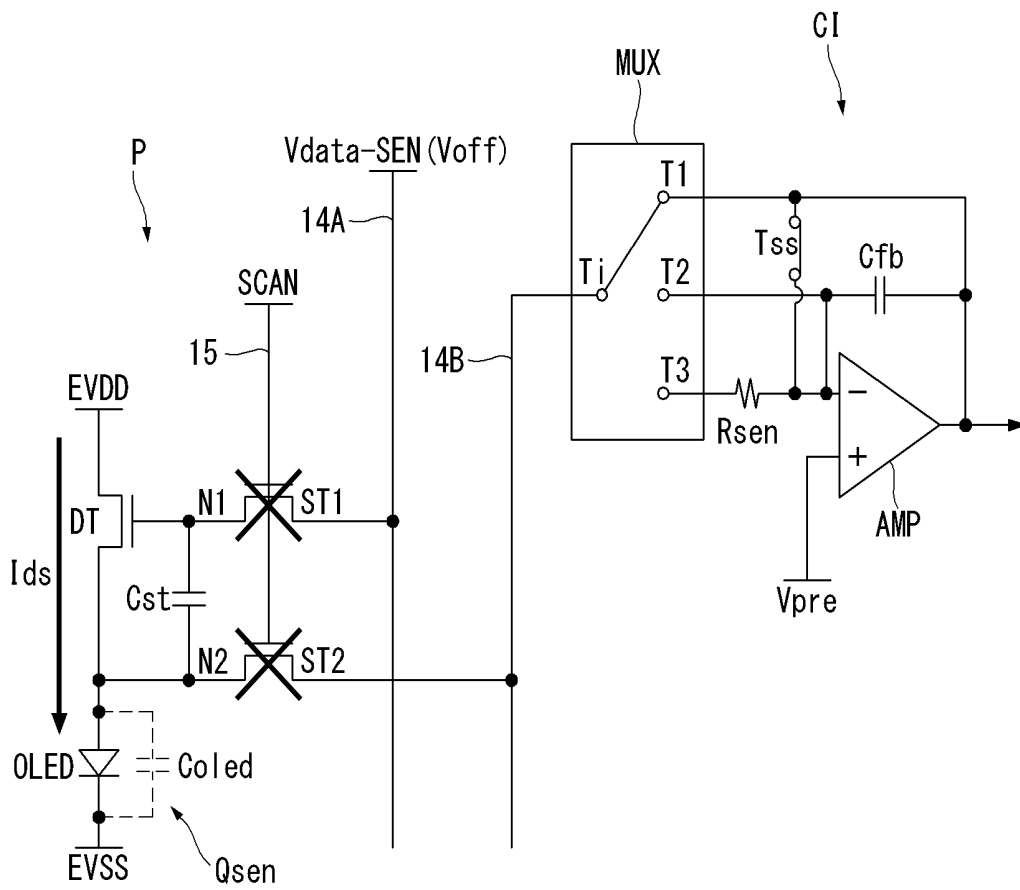 CI
MUX
P
Vdata-SEN(Voff)
T1
14A
Tss
Cfb
SCAN
Ti
T2
15
14B
T3
EVDD
Rsen
−
+
AMP
N1
ST1
DT
Ids
Cst
Vpre
N2
ST2
OLED
Coled
EVSS
Qsen